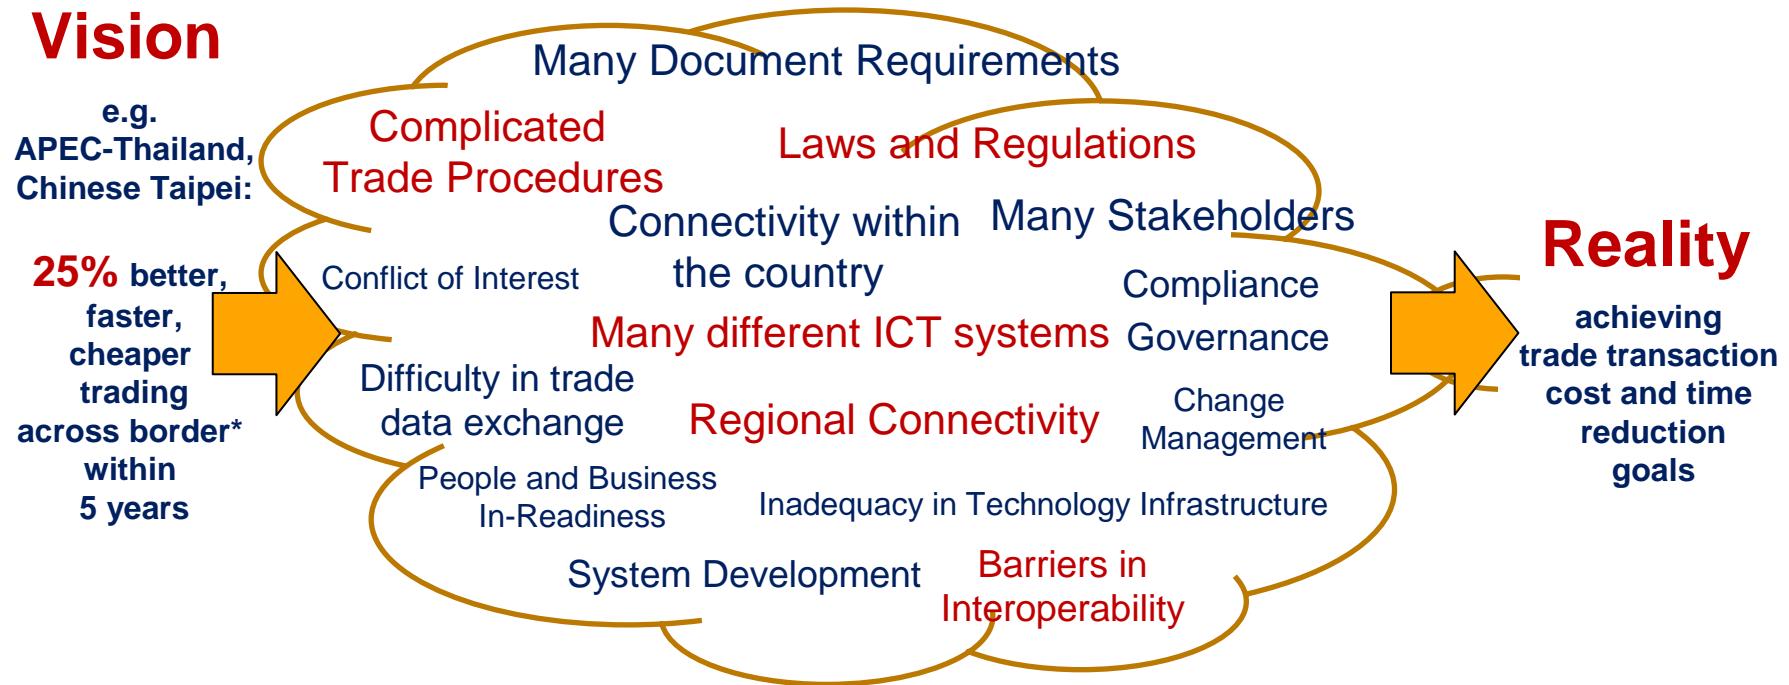 Vision
e.g.
APEC-Thailand,
Chinese Taipei:
25% better,
faster,
cheaper
trading
across border*
within
5 years
Many Document Requirements
Complicated
Trade Procedures
Laws and Regulations
Connectivity within
the country
Many Stakeholders
Conflict of Interest
Compliance
Many different ICT systems
Governance
Difficulty in trade
data exchange
Regional Connectivity
Change
Management
People and Business
In-Readiness
Inadequacy in Technology Infrastructure
System Development
Barriers in
Interoperability
Reality
achieving
trade transaction
cost and time
reduction
goals